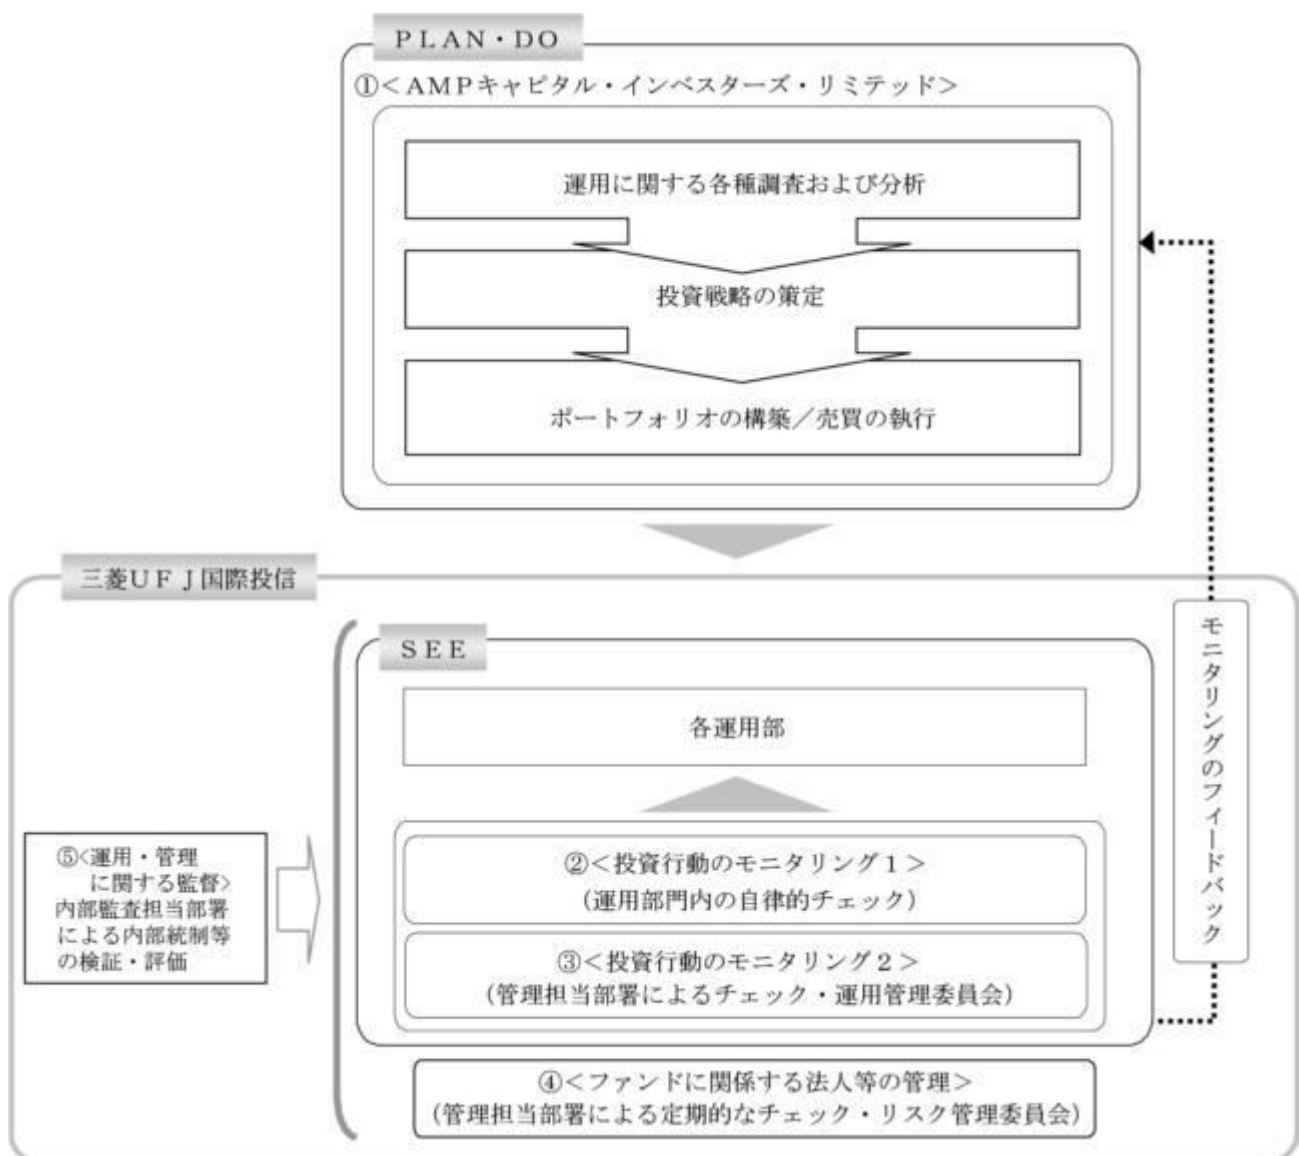 ＰＬＡＮ・ＤＯ
①＜ＡＭＰキャピタル・インベスターズ・リミテッド＞
運用に関する各種調査および分析
投資戦略の策定
ポートフォリオの構築／売買の執行
三菱ＵＦＪ国際投信
ＳＥＥ
各運用部
②＜投資行動のモニタリング１＞
（運用部門内の自律的チェック）
③＜投資行動のモニタリング２＞
（管理担当部署によるチェック・運用管理委員会）
④＜ファンドに関係する法人等の管理＞
（管理担当部署による定期的なチェック・リスク管理委員会）
⑤<運用・管理
に関する監督>
内部監査担当部署
による内部統制等
の検証・評価
モニタリングのフィードバック